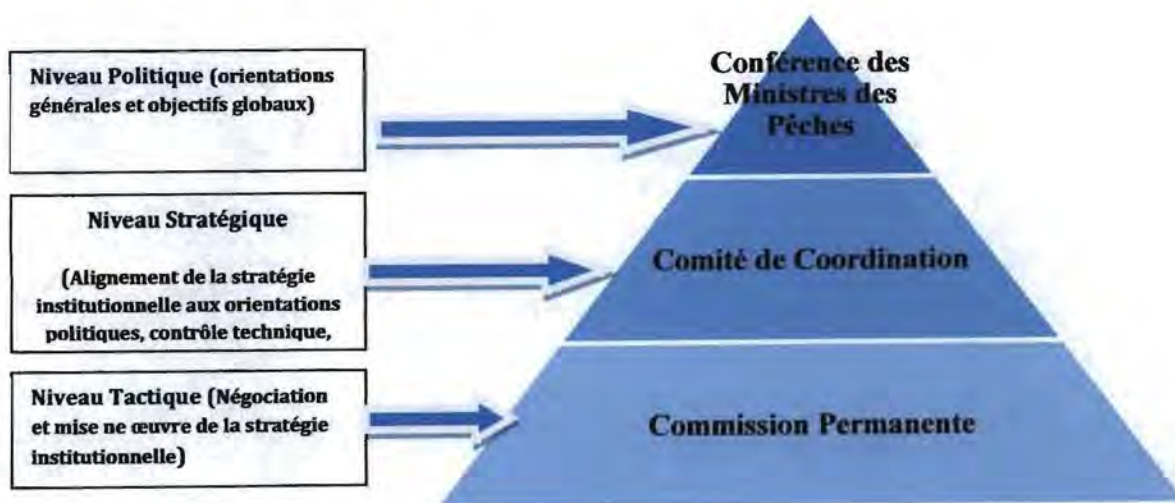 Niveau Politique (orientations
générales et objectifs globaux)
Conférence des
Ministres des
Pêches
Niveau Stratégique
(Alignement de la stratégie
institutionnelle aux orientations
politiques, contrôle technique,
Comité de Coordination
Niveau Tactique (Négociation
et mise ne œuvre de la stratégie
institutionnelle)
Commission Permanente